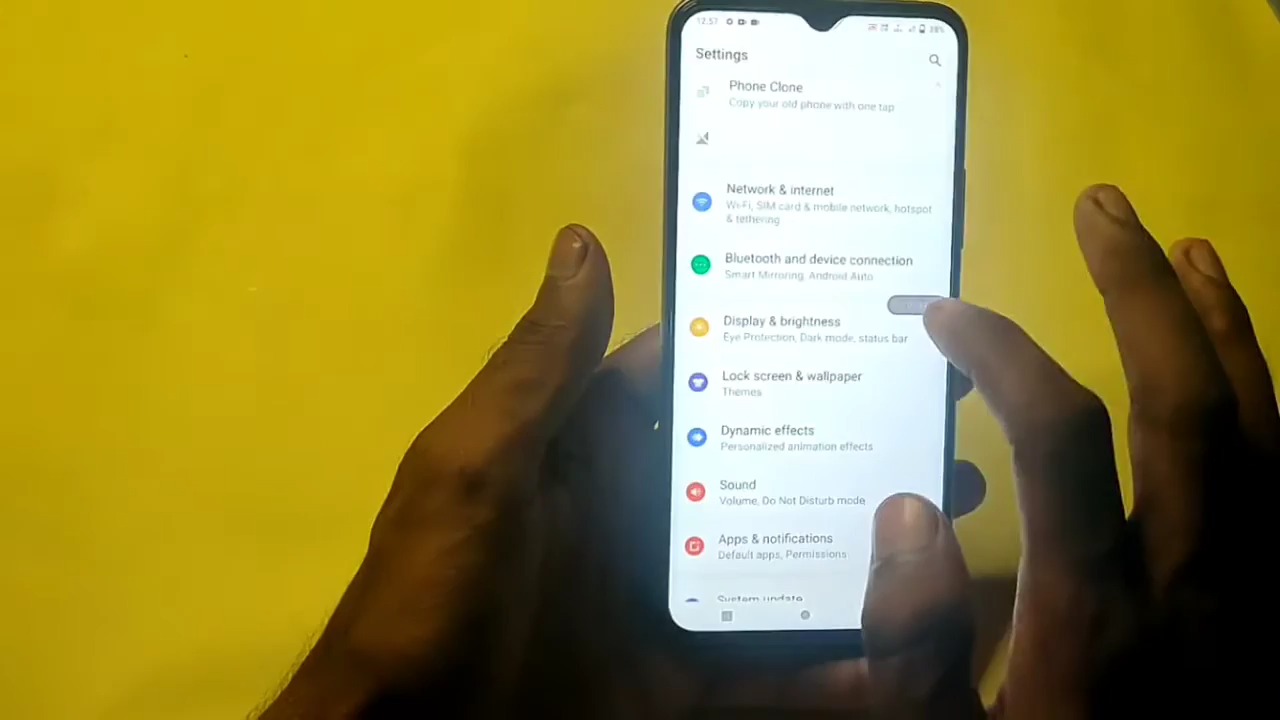 12:57
38%
Settings
Phone Clone
Copy your old phone with one tap
Network & internet
Wi-Fi, SIM card & mobile network, hotspot
& tethering
Bluetooth and device connection
Smart Mirroring, Android Auto
Display & brightness
Eye Protection, Dark mode, status bar
Lock screen & wallpaper
Themes
Dynamic effects
Personalized animation effects
Sound
Volume, Do Not Disturb mode
Apps & notifications
Default apps, Permissions
System update